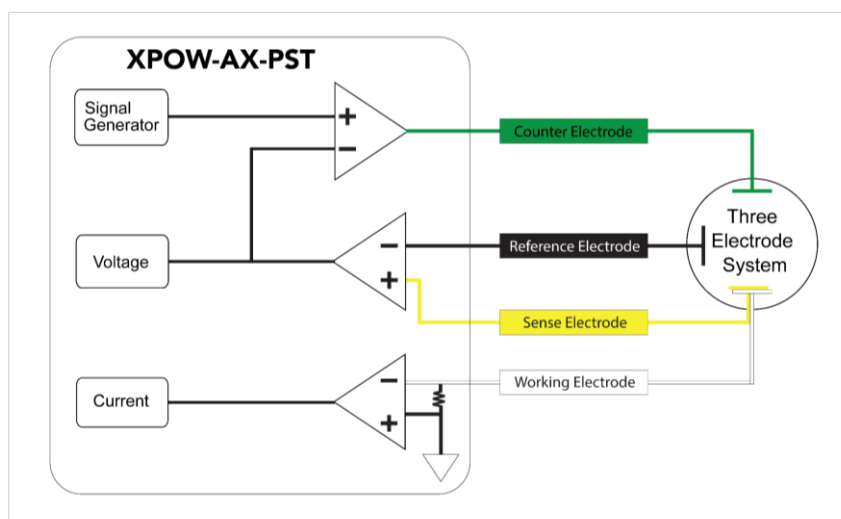 XPOW-AX-PST
Signal
Generator
+
−
Counter Electrode
Three
Electrode
System
Voltage
−
+
Reference Electrode
Sense Electrode
Current
−
+
Working Electrode